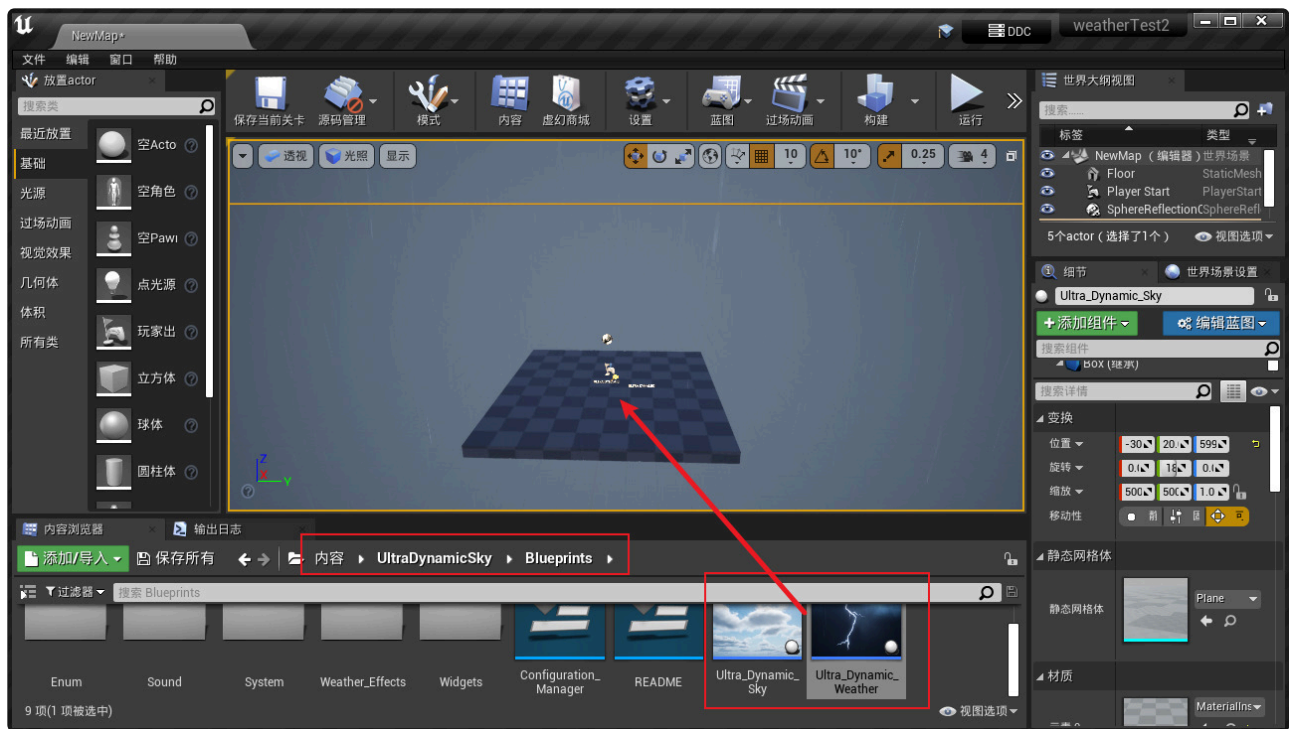 NewMap*
DDC
weatherTest2
文件 编辑 窗口 帮助
放置actor
搜索类
最近放置
基础
光源
过场动画
视觉效果
几何体
体积
所有类
空Acto
空角色
空Paw
点光源
玩家出
立方体
球体
圆柱体
保存当前关卡 源码管理 模式 内容 虚幻商城 设置 蓝图 过场动画 构建 运行
透视 光照 显示 10 10° 0.25 4
Z
X
Y
世界大纲视图
搜索......
标签 类型
NewMap（编辑器） 世界场景
Floor StaticMesh
Player Start PlayerStart
SphereReflectionC SphereRefl
5个actor（选择了1个） 视图选项
细节 世界场景设置
Ultra_Dynamic_Sky
+添加组件 编辑蓝图
搜索组件
Box (继承)
搜索详情
变换
位置 -30 20. 599
旋转 0.( 18 0.(
缩放 500 500 1.0
移动性
静态网格体
静态网格体 Plane
材质
MaterialIns
内容浏览器 输出日志
添加/导入 保存所有 内容 UltraDynamicSky Blueprints
过滤器 搜索 Blueprints
Enum
Sound
System
Weather_Effects
Widgets
Configuration_
Manager
README
Ultra_Dynamic_
Sky
Ultra_Dynamic_
Weather
9 项(1 项被选中) 视图选项